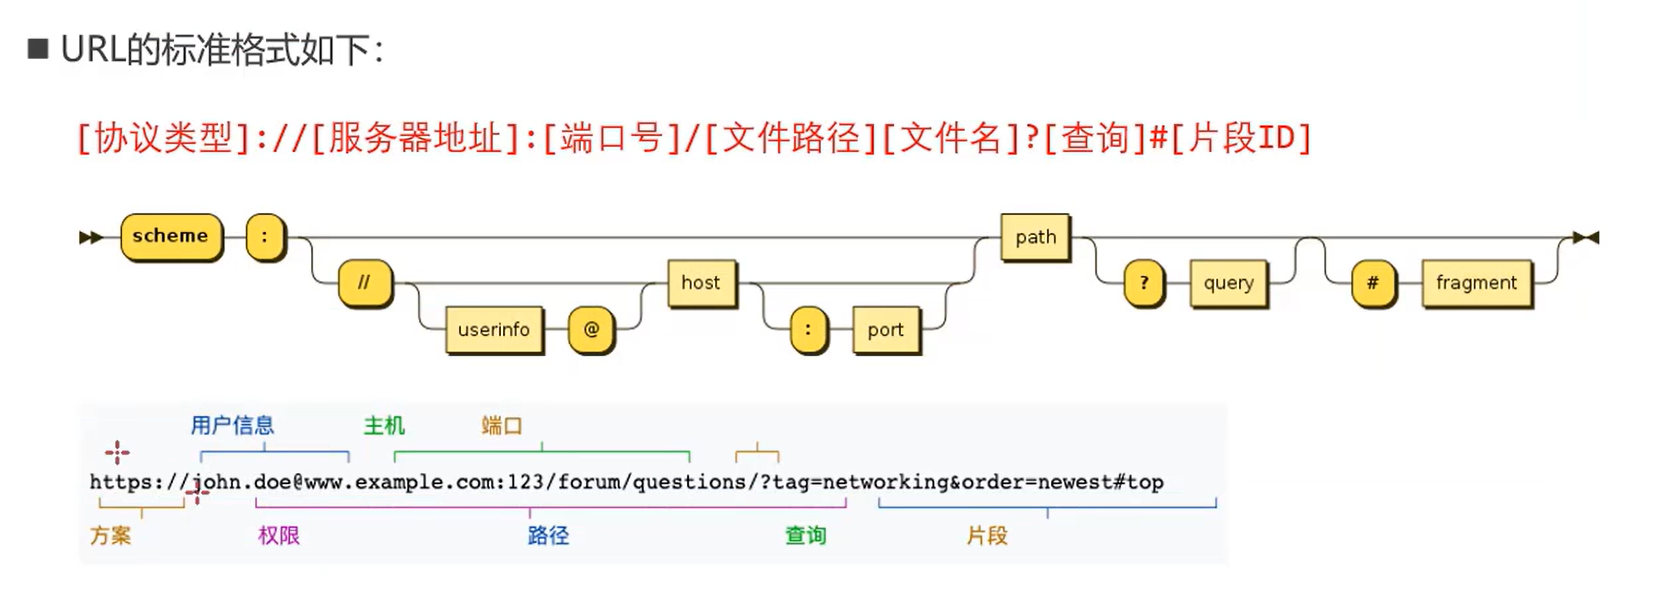 ■ URL的标准格式如下：
[协议类型]://[服务器地址]:[端口号]/[文件路径][文件名]?[查询]#[片段ID]
scheme : path
// host ? query # fragment
userinfo @ : port
用户信息 主机 端口
https://john.doe@www.example.com:123/forum/questions/?tag=networking&order=newest#top
方案 权限 路径 查询 片段